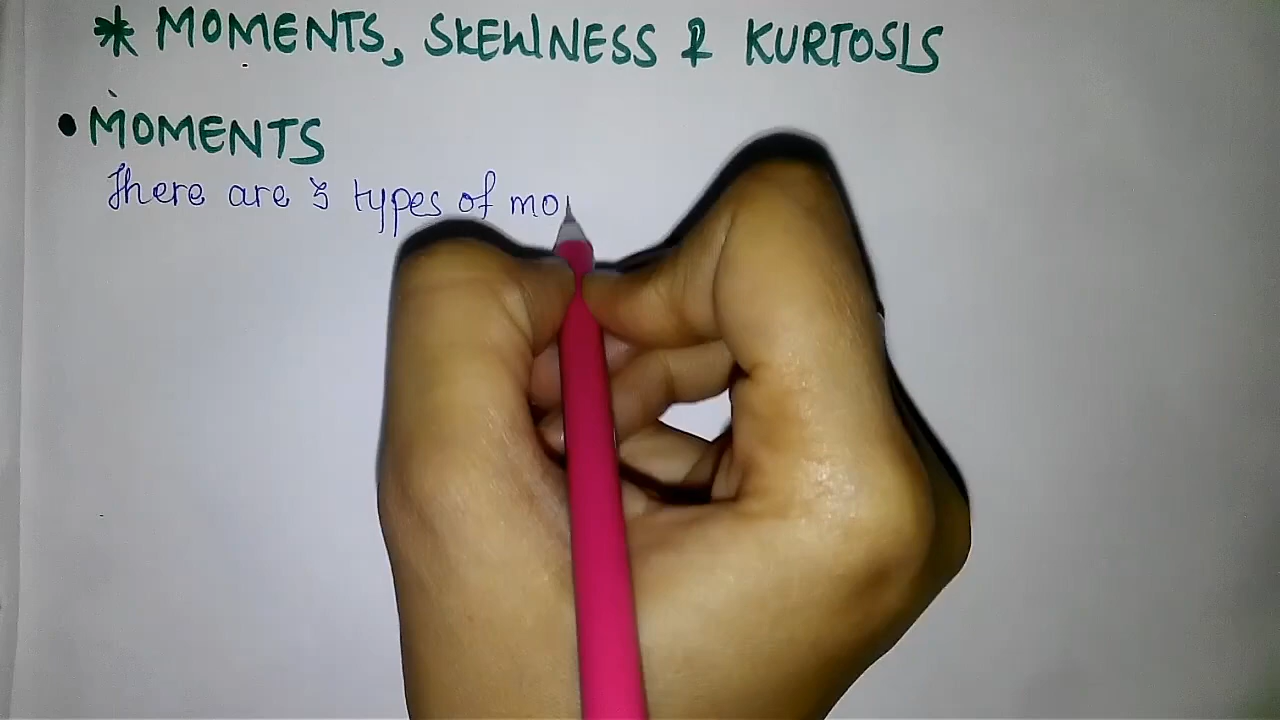 * MOMENTS, SKEWNESS & KURTOSIS
• MOMENTS
There are 3 types of mo